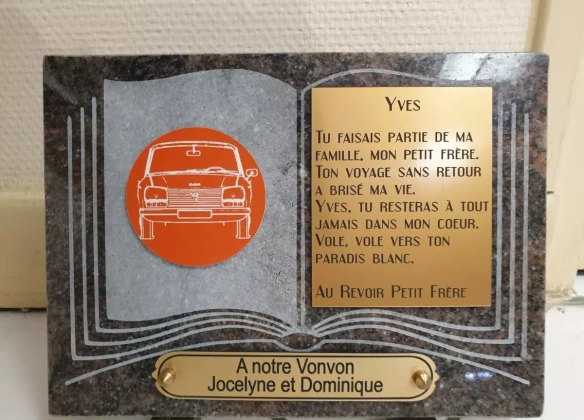 YVES
TU FAISAIS PARTIE DE MA
FAMILLE, MON PETIT FRÈRE.
TON VOYAGE SANS RETOUR
A BRISÉ MA VIE.
YVES, TU RESTERAS À TOUT
JAMAIS DANS MON COEUR.
VOLE, VOLE VERS TON
PARADIS BLANC.
AU REVOIR PETIT FRÈRE
A notre Vonvon
Jocelyne et Dominique